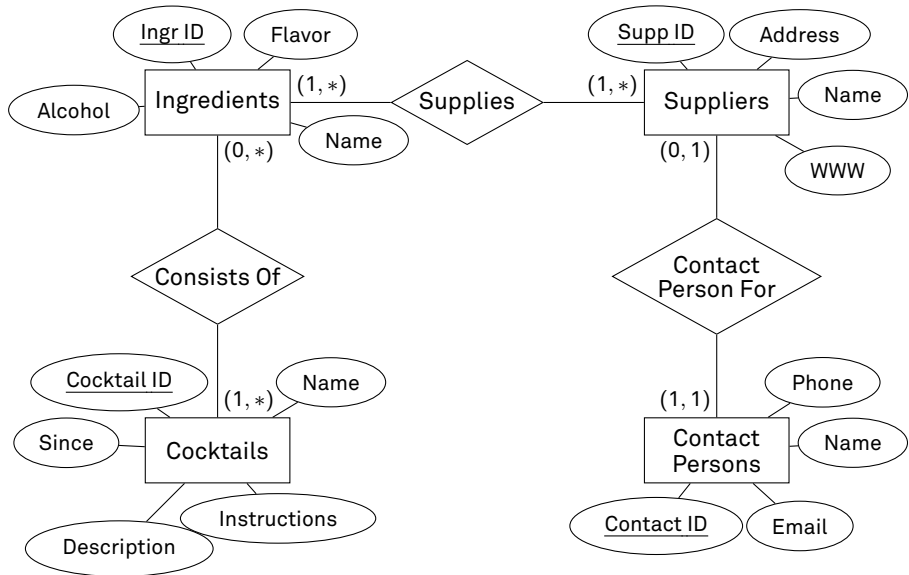 Ingr ID
Flavor
Supp ID
Address
Alcohol
Ingredients
(1, ∗)
Supplies
(1, ∗)
Suppliers
Name
Name
(0, ∗)
(0, 1)
WWW
Consists Of
Contact
Person For
Cocktail ID
Name
(1, ∗)
Phone
(1, 1)
Since
Cocktails
Contact
Persons
Name
Description
Instructions
Contact ID
Email